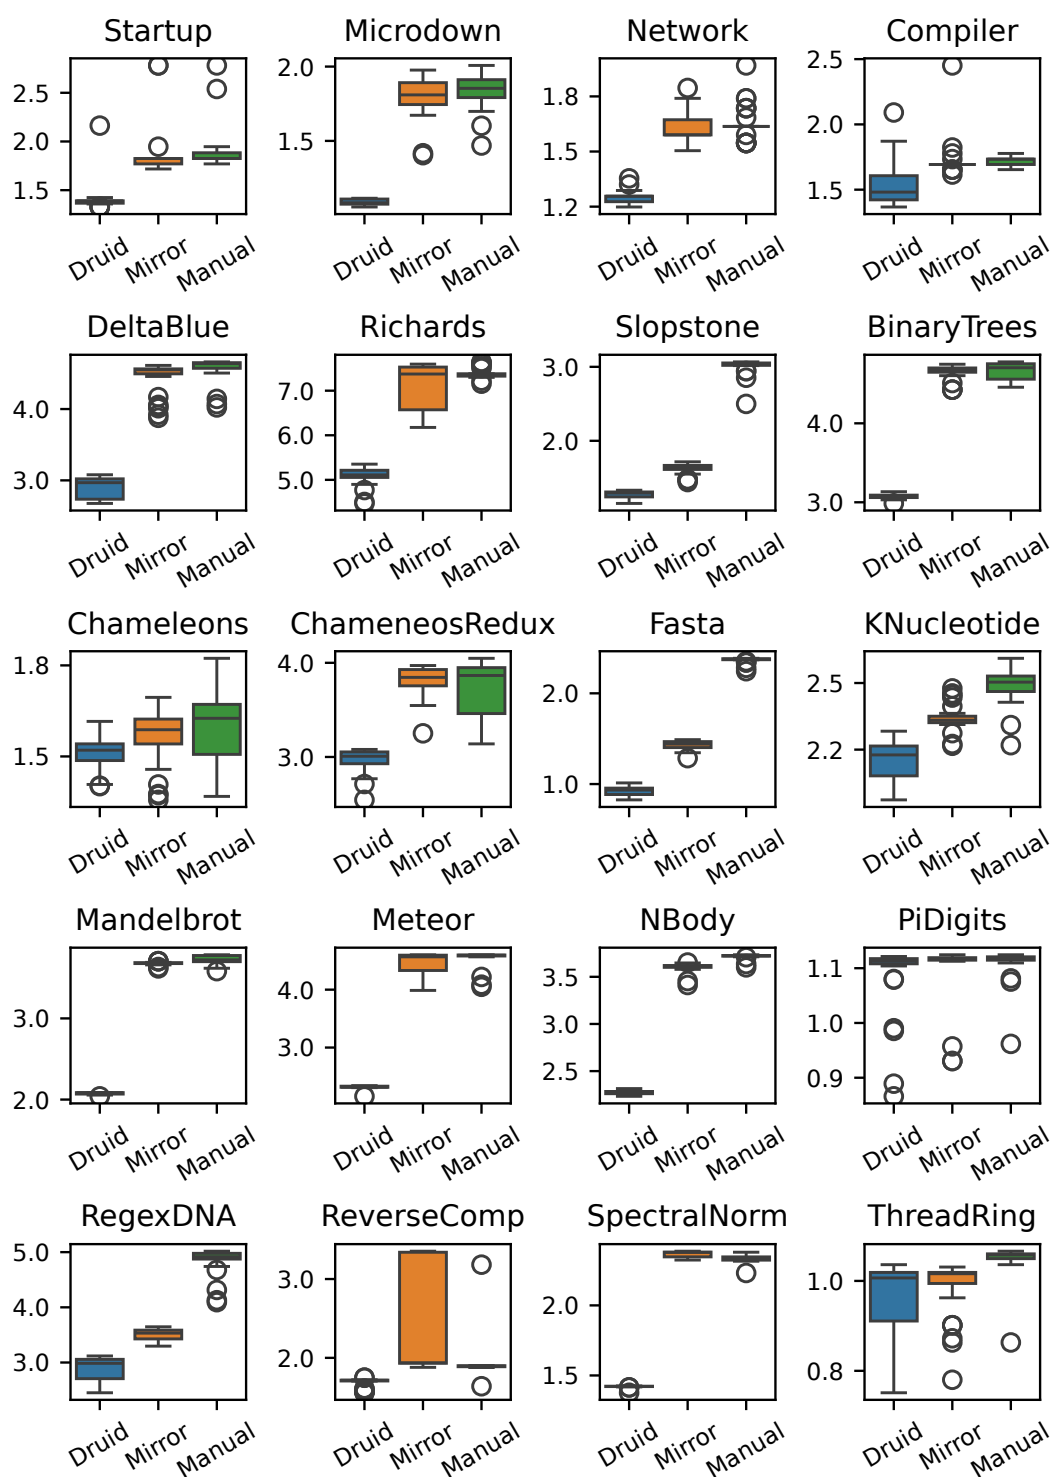 Startup Microdown Network Compiler
2.5 2.0 1.5
2.0 1.5
1.8 1.5 1.2
2.5 2.0 1.5
Druid Mirror Manual Druid Mirror Manual Druid Mirror Manual Druid Mirror Manual
DeltaBlue Richards Slopstone BinaryTrees
4.0 3.0
7.0 6.0 5.0
3.0 2.0
4.0 3.0
Druid Mirror Manual Druid Mirror Manual Druid Mirror Manual Druid Mirror Manual
Chameleons ChameneosRedux Fasta KNucleotide
1.8 1.5
4.0 3.0
2.0 1.0
2.5 2.2
Druid Mirror Manual Druid Mirror Manual Druid Mirror Manual Druid Mirror Manual
Mandelbrot Meteor NBody PiDigits
3.0 2.0
4.0 3.0
3.5 3.0 2.5
1.1 1.0 0.9
Druid Mirror Manual Druid Mirror Manual Druid Mirror Manual Druid Mirror Manual
RegexDNA ReverseComp SpectralNorm ThreadRing
5.0 4.0 3.0
3.0 2.0
2.0 1.5
1.0 0.8
Druid Mirror Manual Druid Mirror Manual Druid Mirror Manual Druid Mirror Manual